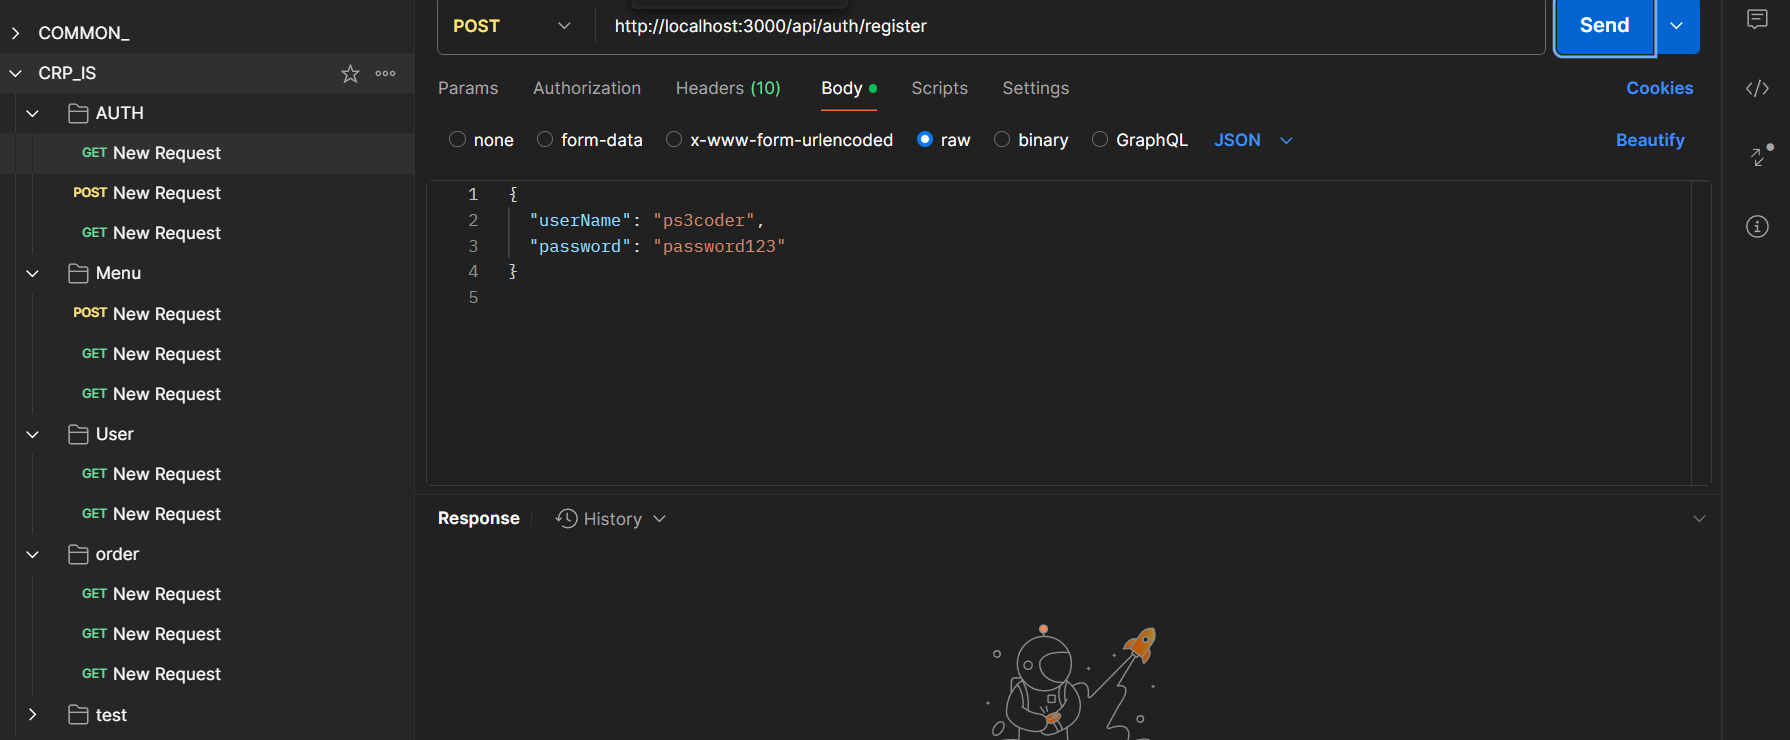 COMMON_
CRP_IS
AUTH
GET New Request
POST New Request
GET New Request
Menu
POST New Request
GET New Request
GET New Request
User
GET New Request
GET New Request
order
GET New Request
GET New Request
GET New Request
test
POST http://localhost:3000/api/auth/register Send
Params Authorization Headers (10) Body Scripts Settings Cookies
none form-data x-www-form-urlencoded raw binary GraphQL JSON Beautify
1 {
2 "userName": "ps3coder",
3 "password": "password123"
4 }
5
Response History